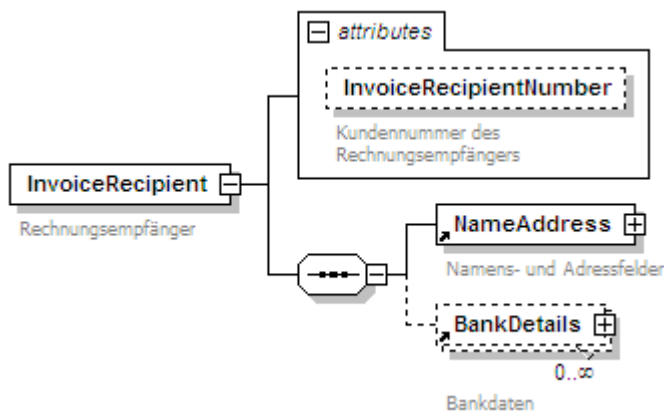 attributes
InvoiceRecipientNumber
Kundennummer des
Rechnungsempfängers
InvoiceRecipient
Rechnungsempfänger
NameAddress
Namens- und Adressfelder
BankDetails
0..∞
Bankdaten